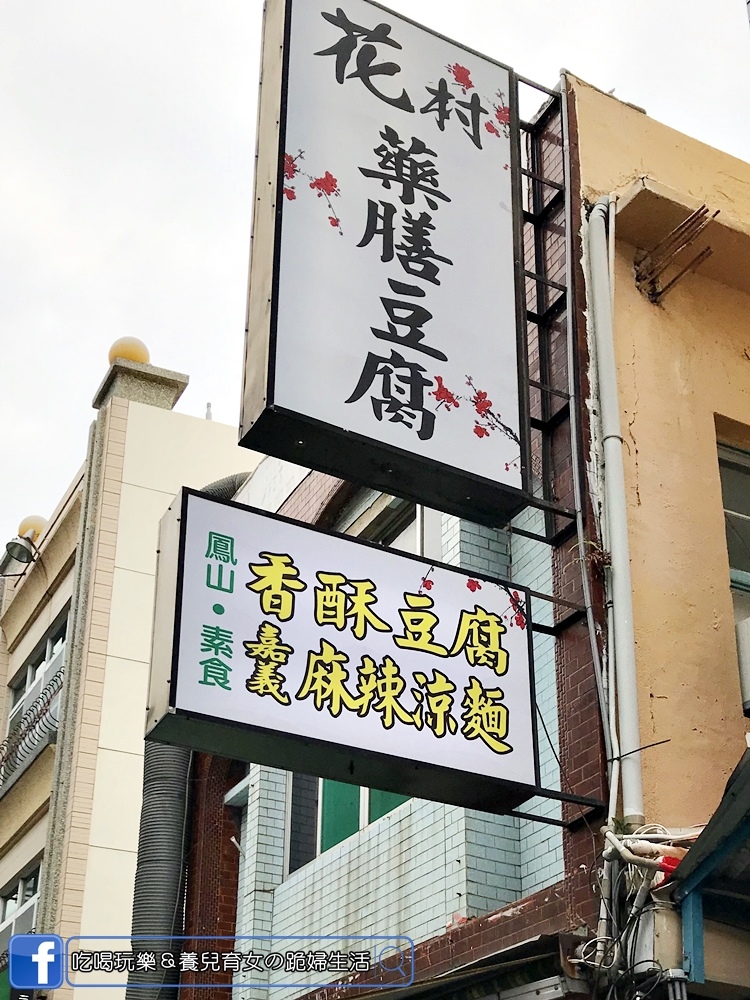 花村
藥膳豆腐
鳳山•素食
香酥豆腐
嘉義麻辣涼麵
f 吃喝玩樂&養兒育女の跪婦生活